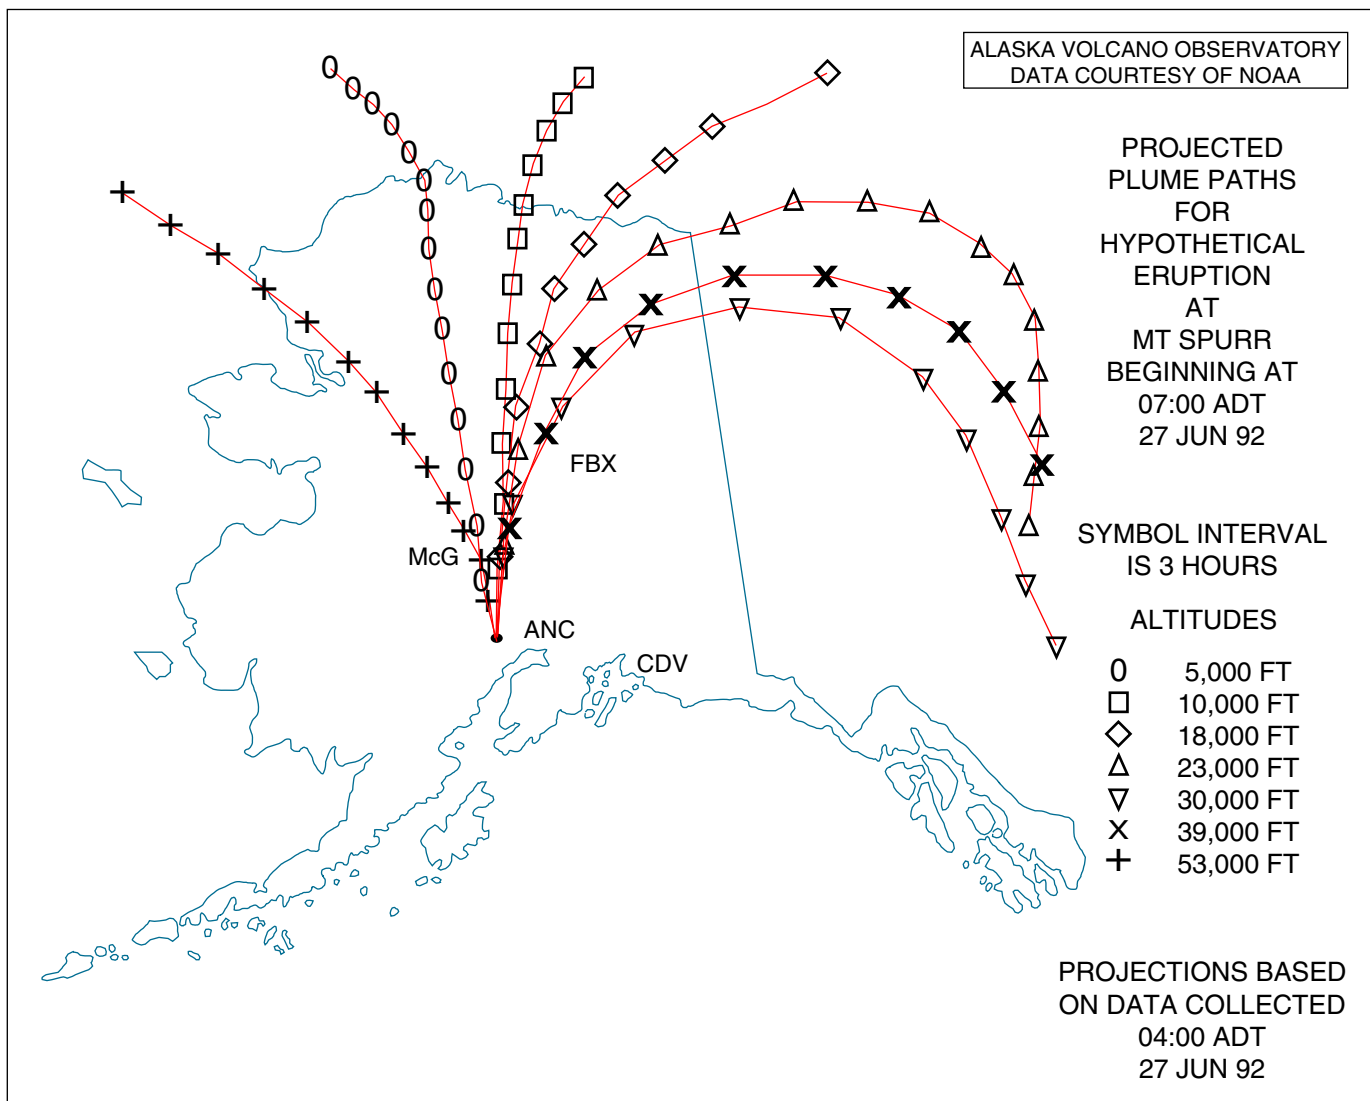 ALASKA VOLCANO OBSERVATORY
DATA COURTESY OF NOAA
PROJECTED
PLUME PATHS
FOR
HYPOTHETICAL
ERUPTION
AT
MT SPURR
BEGINNING AT
07:00 ADT
27 JUN 92
FBX
McG
ANC
CDV
SYMBOL INTERVAL
IS 3 HOURS
ALTITUDES
0 5,000 FT
10,000 FT
18,000 FT
23,000 FT
30,000 FT
X 39,000 FT
+ 53,000 FT
PROJECTIONS BASED
ON DATA COLLECTED
04:00 ADT
27 JUN 92